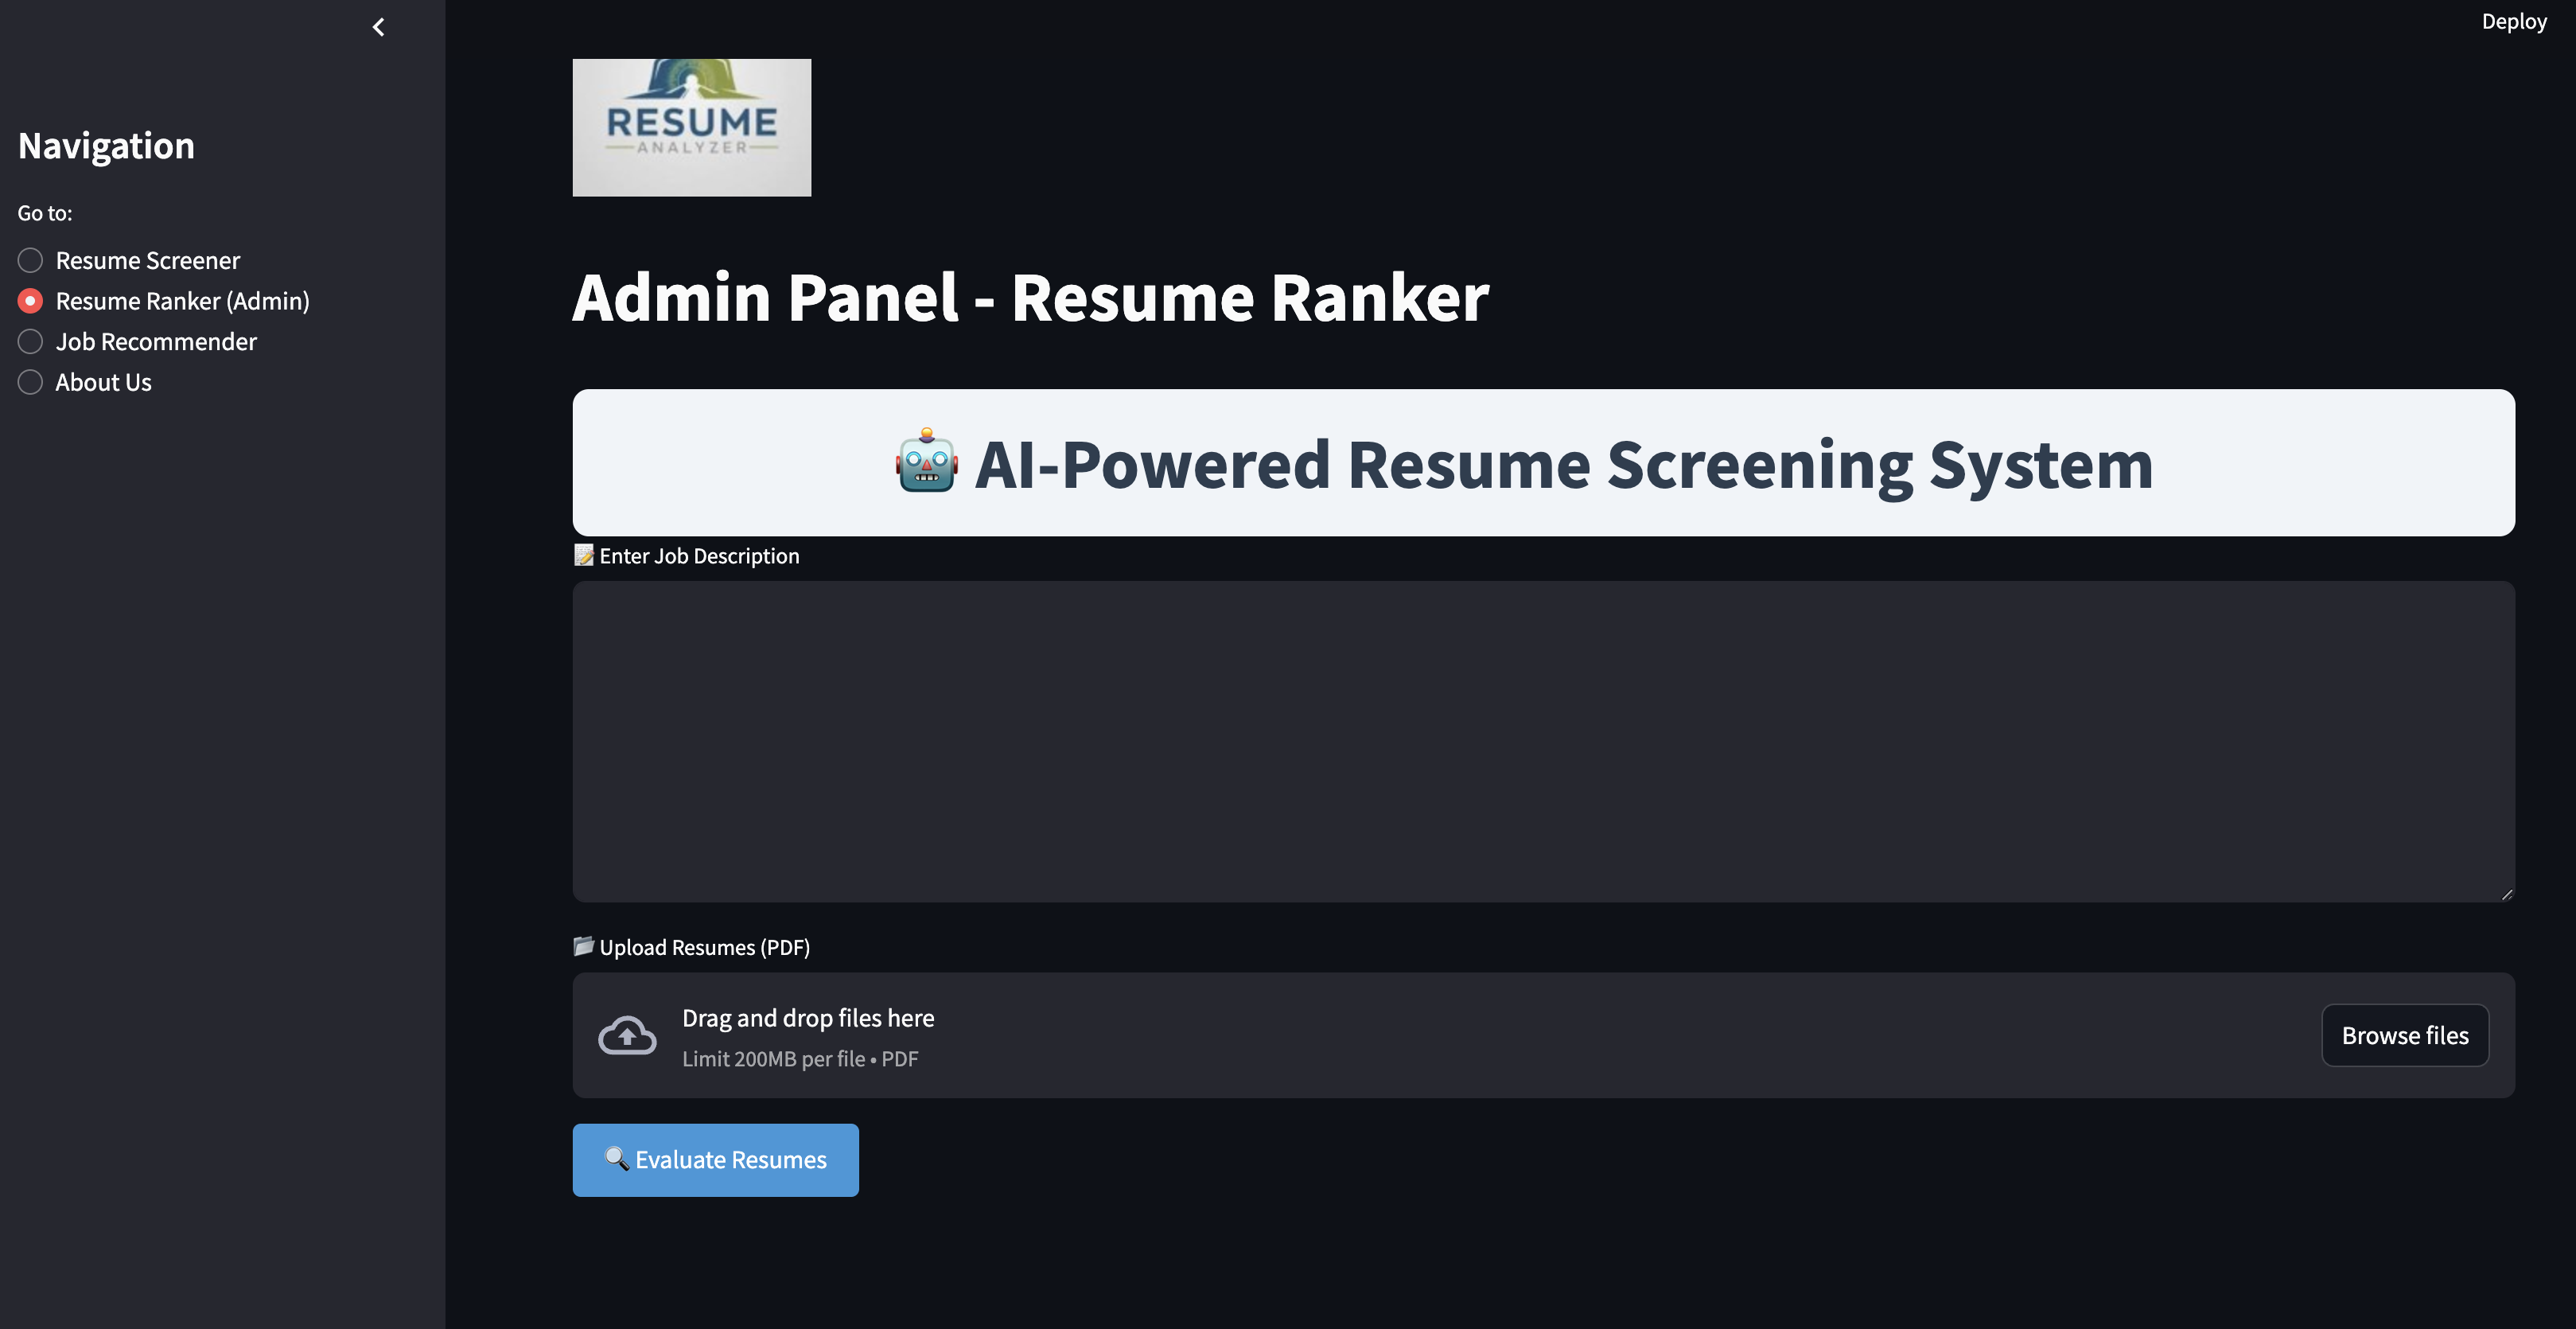 Deploy
Navigation
Go to:
Resume Screener
Resume Ranker (Admin)
Job Recommender
About Us
RESUME
ANALYZER
Admin Panel - Resume Ranker
🤖 AI-Powered Resume Screening System
📝 Enter Job Description
📂 Upload Resumes (PDF)
Drag and drop files here
Limit 200MB per file • PDF
Browse files
🔍 Evaluate Resumes